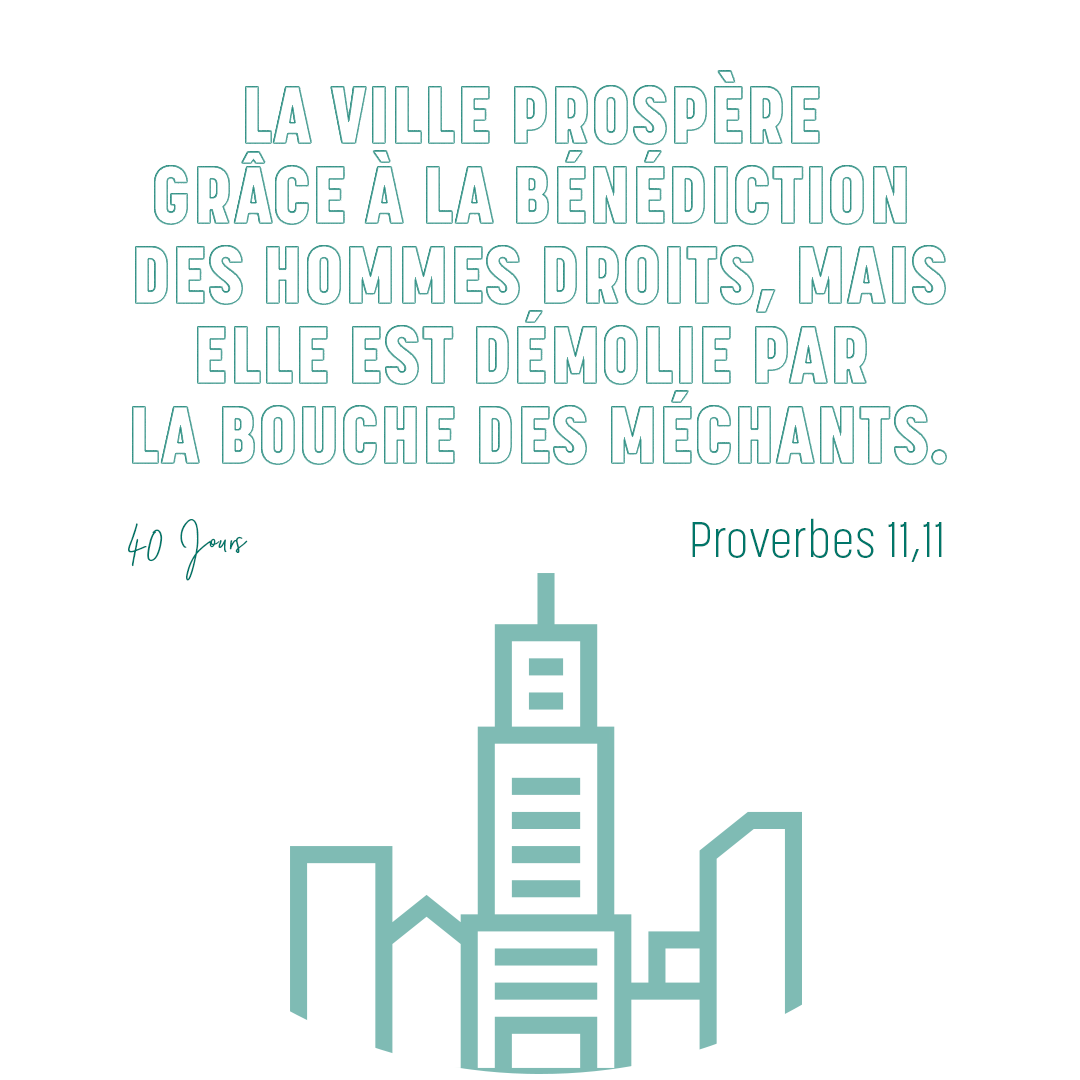 LA VILLE PROSPÈRE
GRÂCE À LA BÉNÉDICTION
DES HOMMES DROITS, MAIS
ELLE EST DÉMOLIE PAR
LA BOUCHE DES MÉCHANTS.
40 Jours
Proverbes 11,11